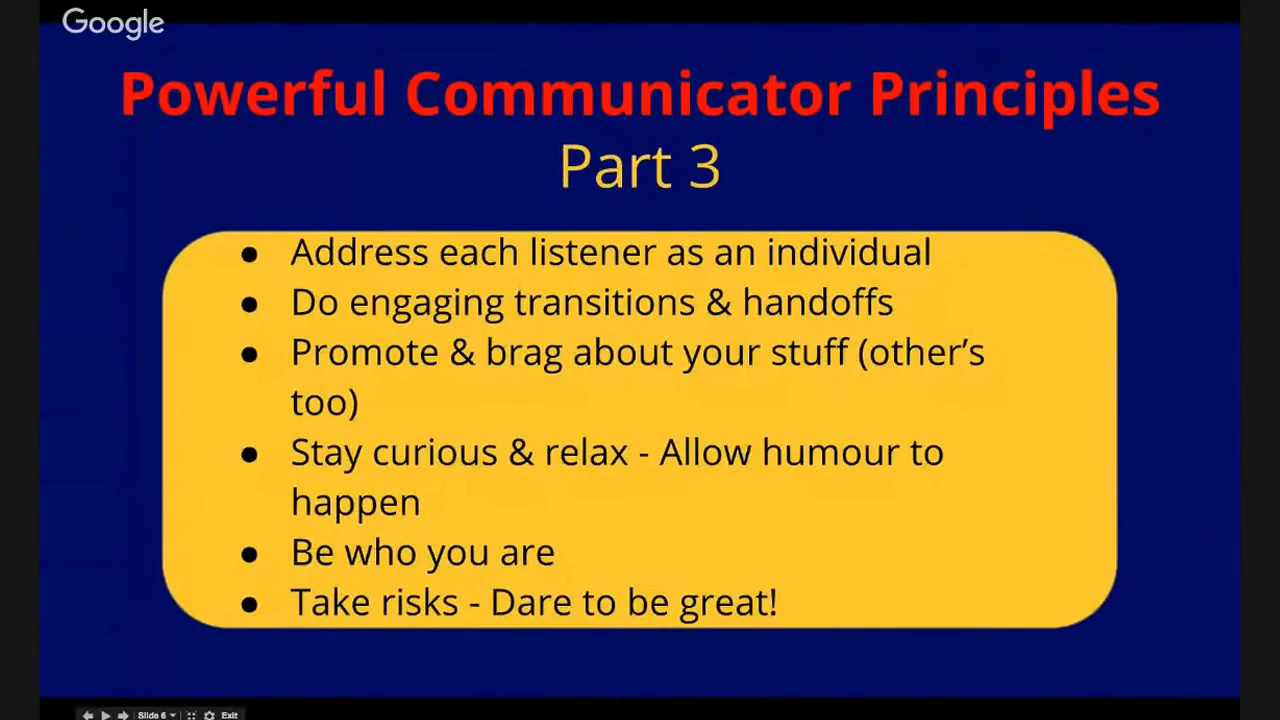 Google
Powerful Communicator Principles
Part 3
● Address each listener as an individual
● Do engaging transitions & handoffs
● Promote & brag about your stuff (other’s
too)
● Stay curious & relax - Allow humour to
happen
● Be who you are
● Take risks - Dare to be great!
Slide 6 Exit